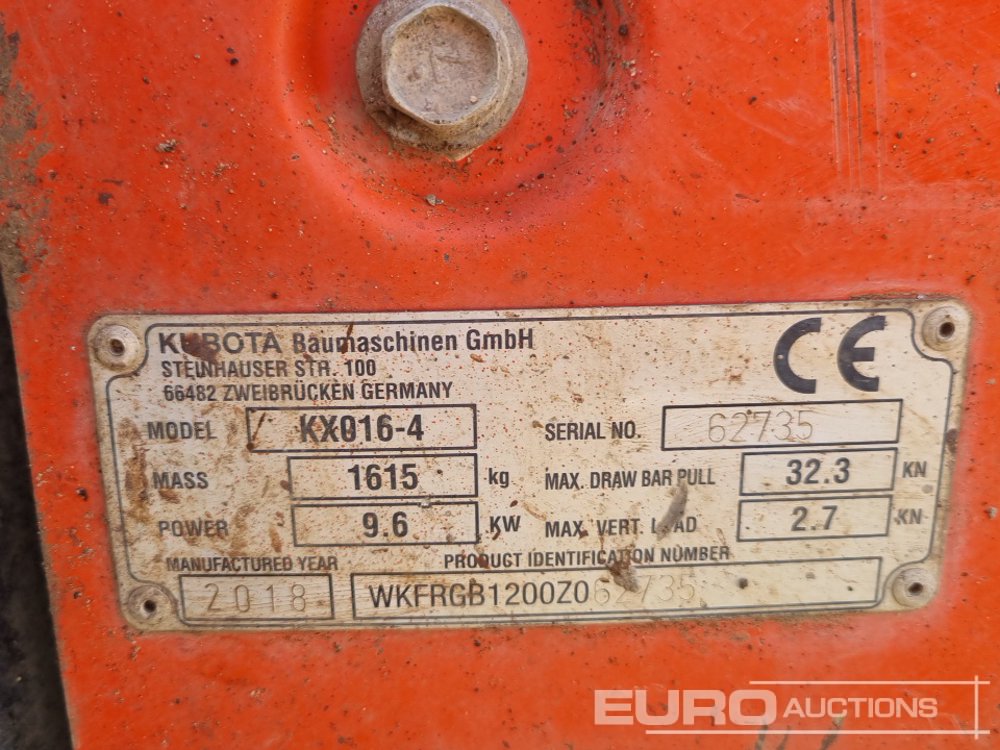 KUBOTA Baumaschinen GmbH
STEINHAUSER STR. 100
66482 ZWEIBRÜCKEN GERMANY
CE
MODEL KX016-4 SERIAL NO. 62735
MASS 1615 kg MAX. DRAW BAR PULL 32.3 KN
POWER 9.6 KW MAX. VERT. LOAD 2.7 KN
MANUFACTURED YEAR PRODUCT IDENTIFICATION NUMBER
2018 WKFRGB1200Z062735
EURO AUCTIONS